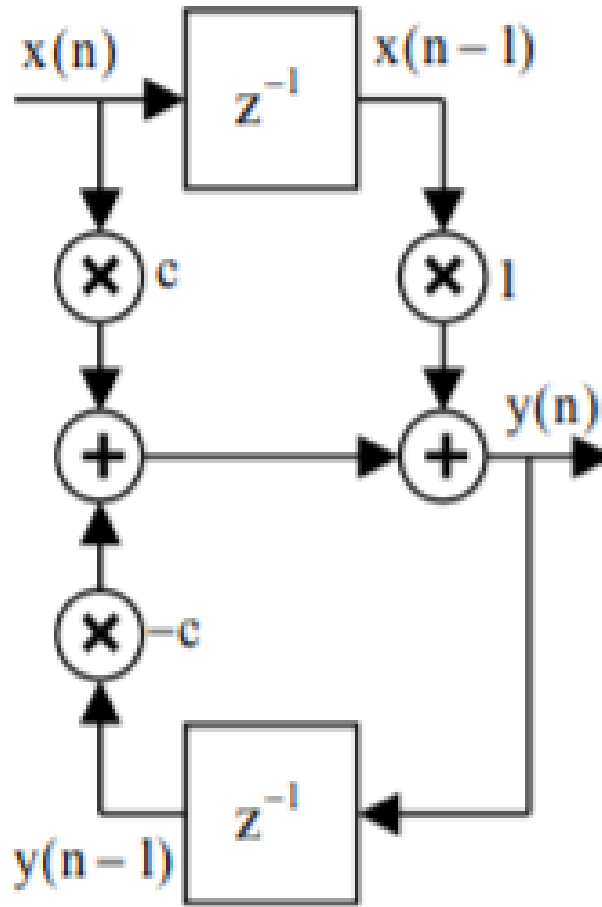 x(n)
x(n – 1)
z⁻¹
×
c
×
1
y(n)
+
+
×
–c
z⁻¹
y(n – 1)